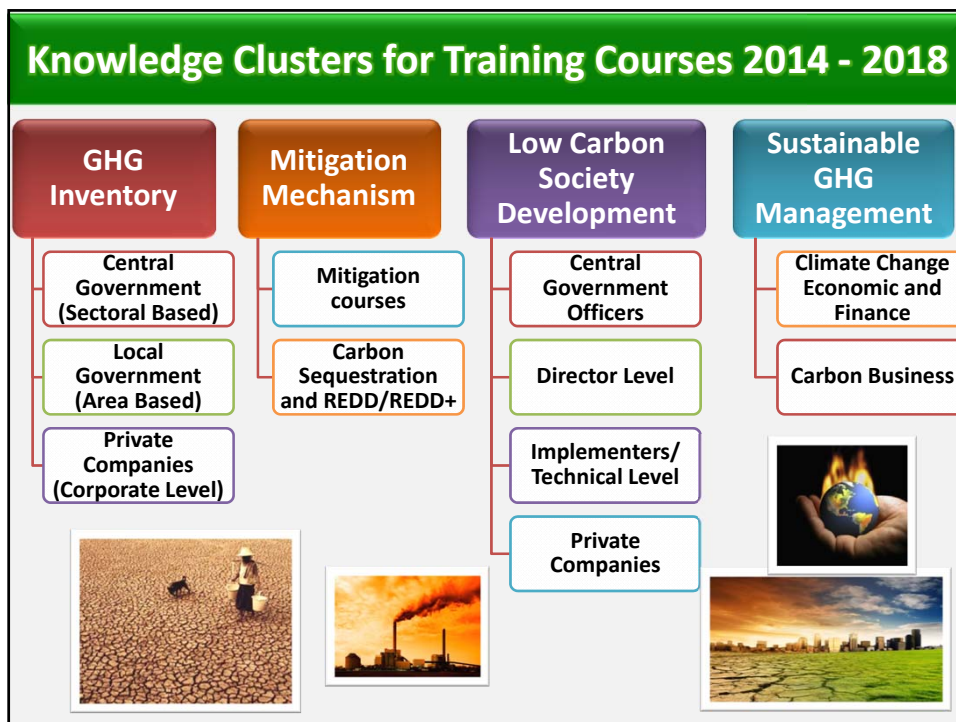 Knowledge Clusters for Training Courses 2014 - 2018
GHG
Inventory
Central
Government
(Sectoral Based)
Local
Government
(Area Based)
Private
Companies
(Corporate Level)
Mitigation
Mechanism
Mitigation
courses
Carbon
Sequestration
and REDD/REDD+
Low Carbon
Society
Development
Central
Government
Officers
Director Level
Implementers/
Technical Level
Private
Companies
Sustainable
GHG
Management
Climate Change
Economic and
Finance
Carbon Business